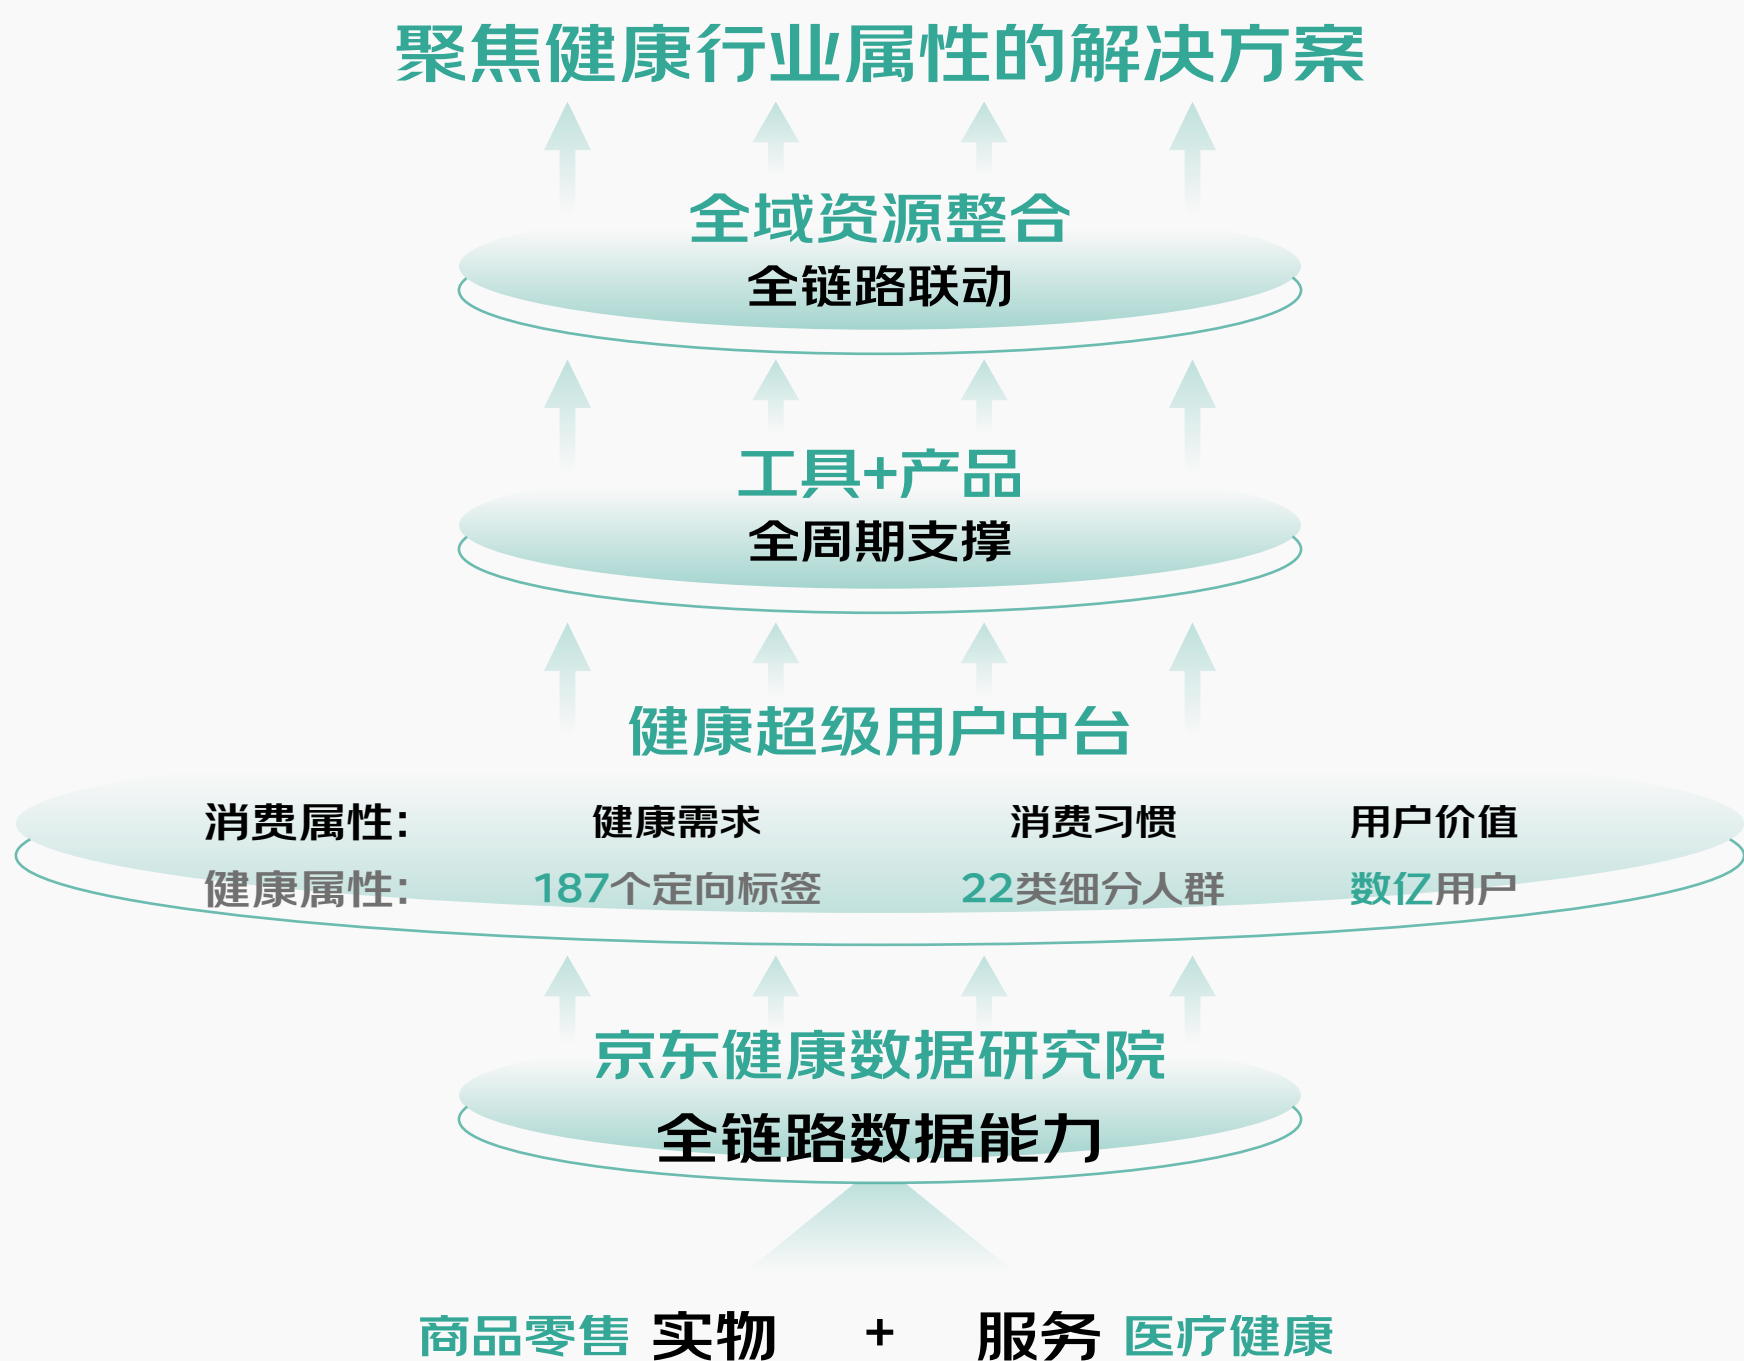 聚焦健康行业属性的解决方案
全域资源整合
全链路联动
工具+产品
全周期支撑
健康超级用户中台
消费属性: 健康需求 消费习惯 用户价值
健康属性: 187个定向标签 22类细分人群 数亿用户
京东健康数据研究院
全链路数据能力
商品零售 实物 + 服务 医疗健康